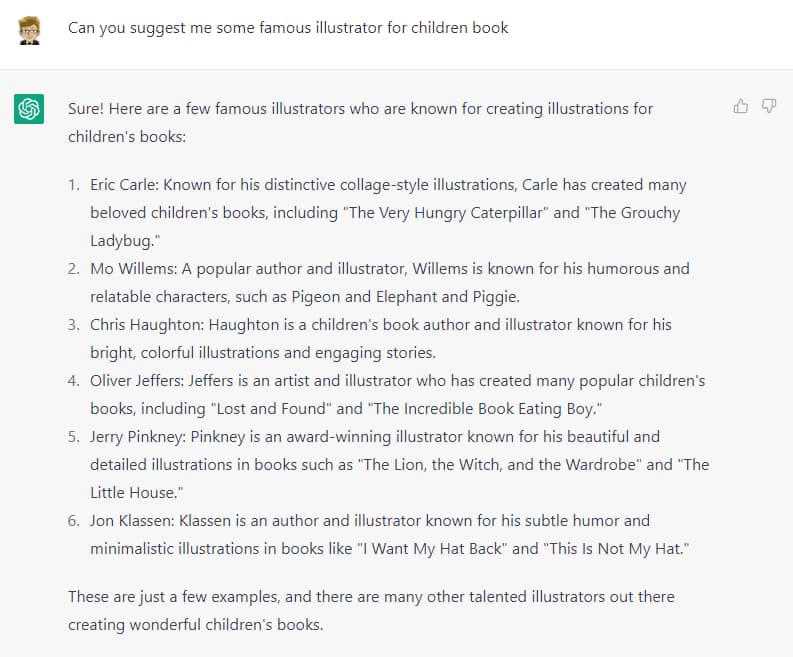 Can you suggest me some famous illustrator for children book
Sure! Here are a few famous illustrators who are known for creating illustrations for
children's books:
1. Eric Carle: Known for his distinctive collage-style illustrations, Carle has created many
beloved children's books, including "The Very Hungry Caterpillar" and "The Grouchy
Ladybug."
2. Mo Willems: A popular author and illustrator, Willems is known for his humorous and
relatable characters, such as Pigeon and Elephant and Piggie.
3. Chris Haughton: Haughton is a children's book author and illustrator known for his
bright, colorful illustrations and engaging stories.
4. Oliver Jeffers: Jeffers is an artist and illustrator who has created many popular children's
books, including "Lost and Found" and "The Incredible Book Eating Boy."
5. Jerry Pinkney: Pinkney is an award-winning illustrator known for his beautiful and
detailed illustrations in books such as "The Lion, the Witch, and the Wardrobe" and "The
Little House."
6. Jon Klassen: Klassen is an author and illustrator known for his subtle humor and
minimalistic illustrations in books like "I Want My Hat Back" and "This Is Not My Hat."
These are just a few examples, and there are many other talented illustrators out there
creating wonderful children's books.